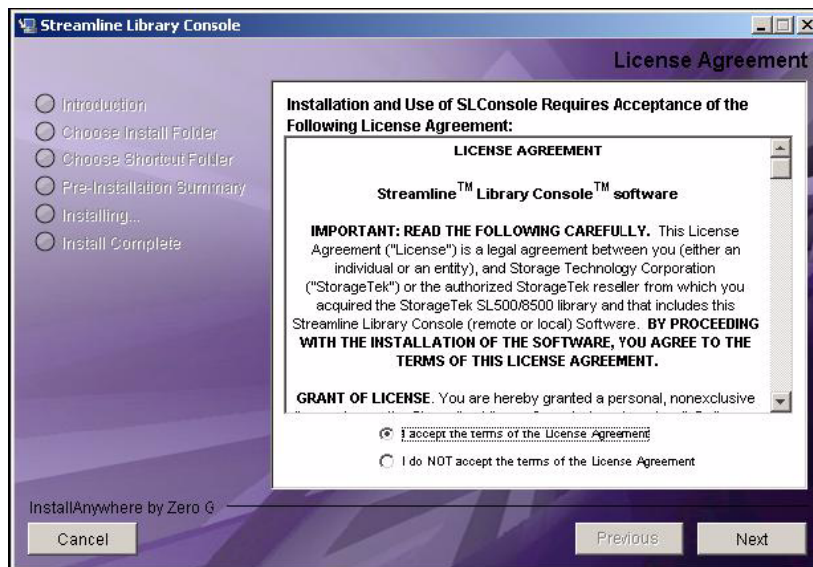 Streamline Library Console
License Agreement
Introduction
Choose Install Folder
Choose Shortcut Folder
Pre-Installation Summary
Installing...
Install Complete
Installation and Use of SLConsole Requires Acceptance of the
Following License Agreement:
LICENSE AGREEMENT
Streamline™ Library Console™ software
IMPORTANT: READ THE FOLLOWING CAREFULLY. This License
Agreement ("License") is a legal agreement between you (either an
individual or an entity), and Storage Technology Corporation
("StorageTek") or the authorized StorageTek reseller from which you
acquired the StorageTek SL500/8500 library and that includes this
Streamline Library Console (remote or local) Software. BY PROCEEDING
WITH THE INSTALLATION OF THE SOFTWARE, YOU AGREE TO THE
TERMS OF THIS LICENSE AGREEMENT.
GRANT OF LICENSE. You are hereby granted a personal, nonexclusive
I accept the terms of the License Agreement
I do NOT accept the terms of the License Agreement
InstallAnywhere by Zero G
Cancel
Previous
Next